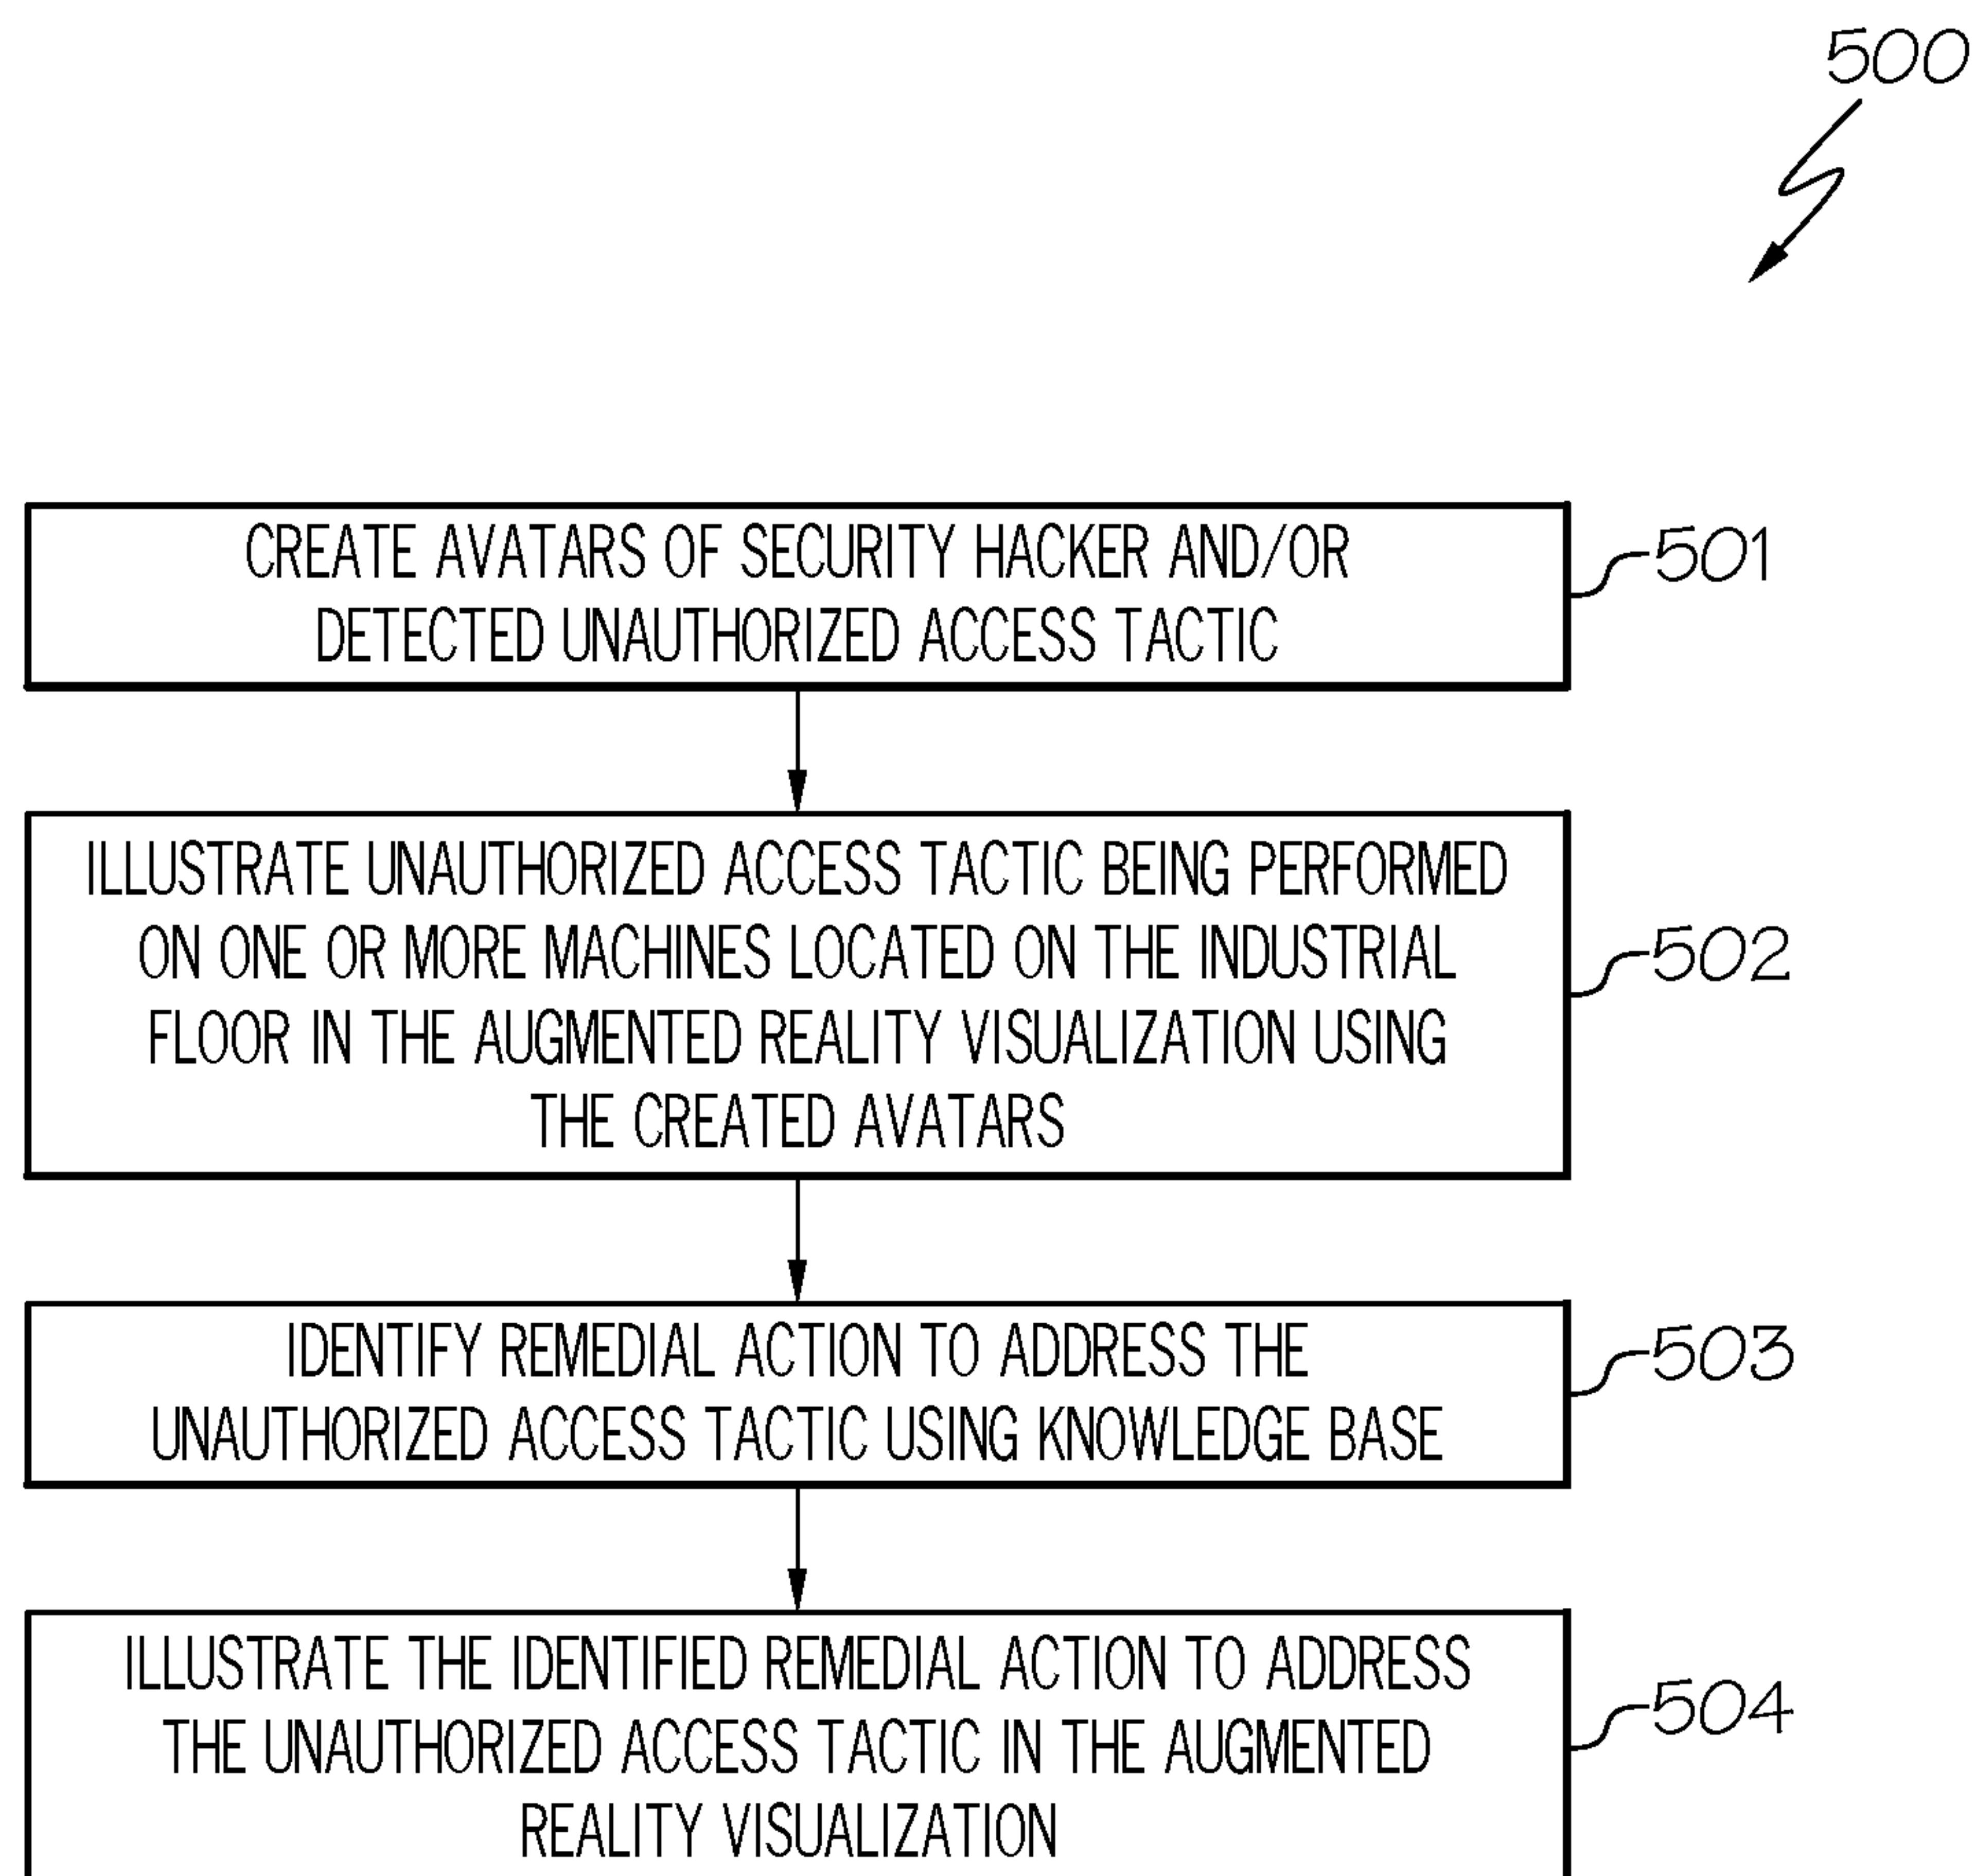 500
CREATE AVATARS OF SECURITY HACKER AND/OR
DETECTED UNAUTHORIZED ACCESS TACTIC
501
ILLUSTRATE UNAUTHORIZED ACCESS TACTIC BEING PERFORMED
ON ONE OR MORE MACHINES LOCATED ON THE INDUSTRIAL
FLOOR IN THE AUGMENTED REALITY VISUALIZATION USING
THE CREATED AVATARS
502
IDENTIFY REMEDIAL ACTION TO ADDRESS THE
UNAUTHORIZED ACCESS TACTIC USING KNOWLEDGE BASE
503
ILLUSTRATE THE IDENTIFIED REMEDIAL ACTION TO ADDRESS
THE UNAUTHORIZED ACCESS TACTIC IN THE AUGMENTED
REALITY VISUALIZATION
504